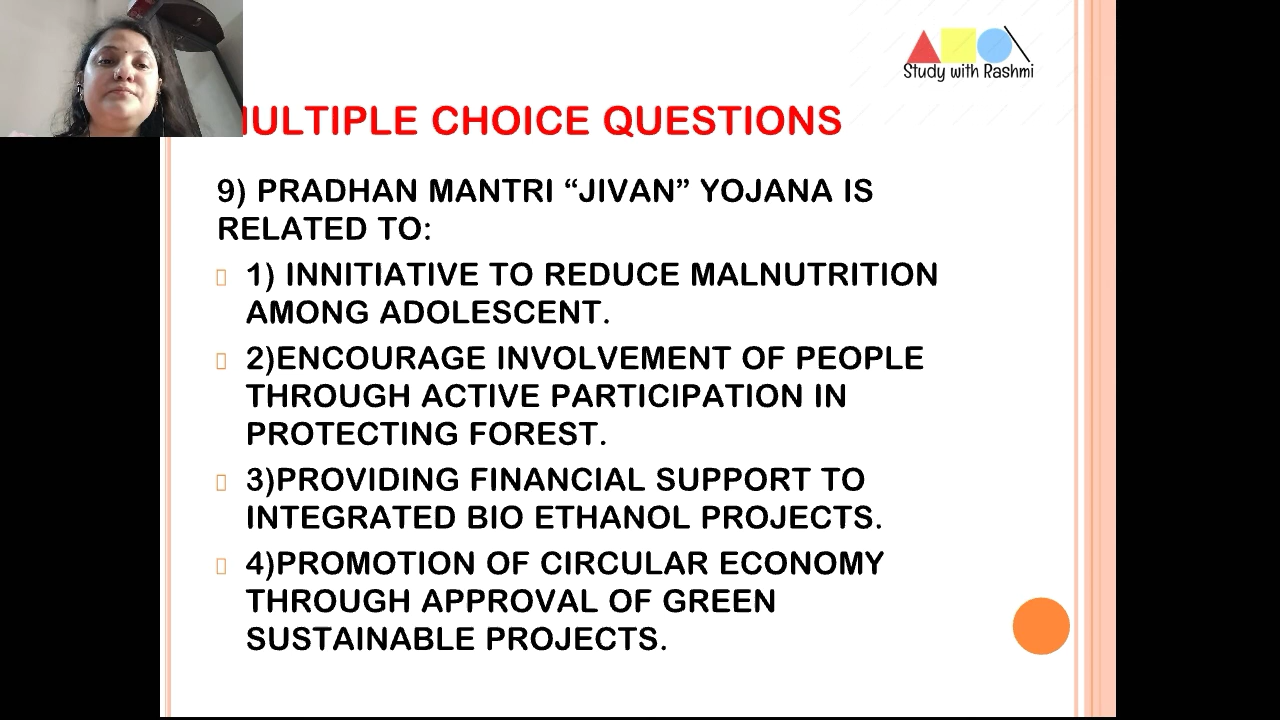 Study with Rashmi
ULTIPLE CHOICE QUESTIONS
9) PRADHAN MANTRI “JIVAN” YOJANA IS
RELATED TO:
1) INNITIATIVE TO REDUCE MALNUTRITION
AMONG ADOLESCENT.
2)ENCOURAGE INVOLVEMENT OF PEOPLE
THROUGH ACTIVE PARTICIPATION IN
PROTECTING FOREST.
3)PROVIDING FINANCIAL SUPPORT TO
INTEGRATED BIO ETHANOL PROJECTS.
4)PROMOTION OF CIRCULAR ECONOMY
THROUGH APPROVAL OF GREEN
SUSTAINABLE PROJECTS.